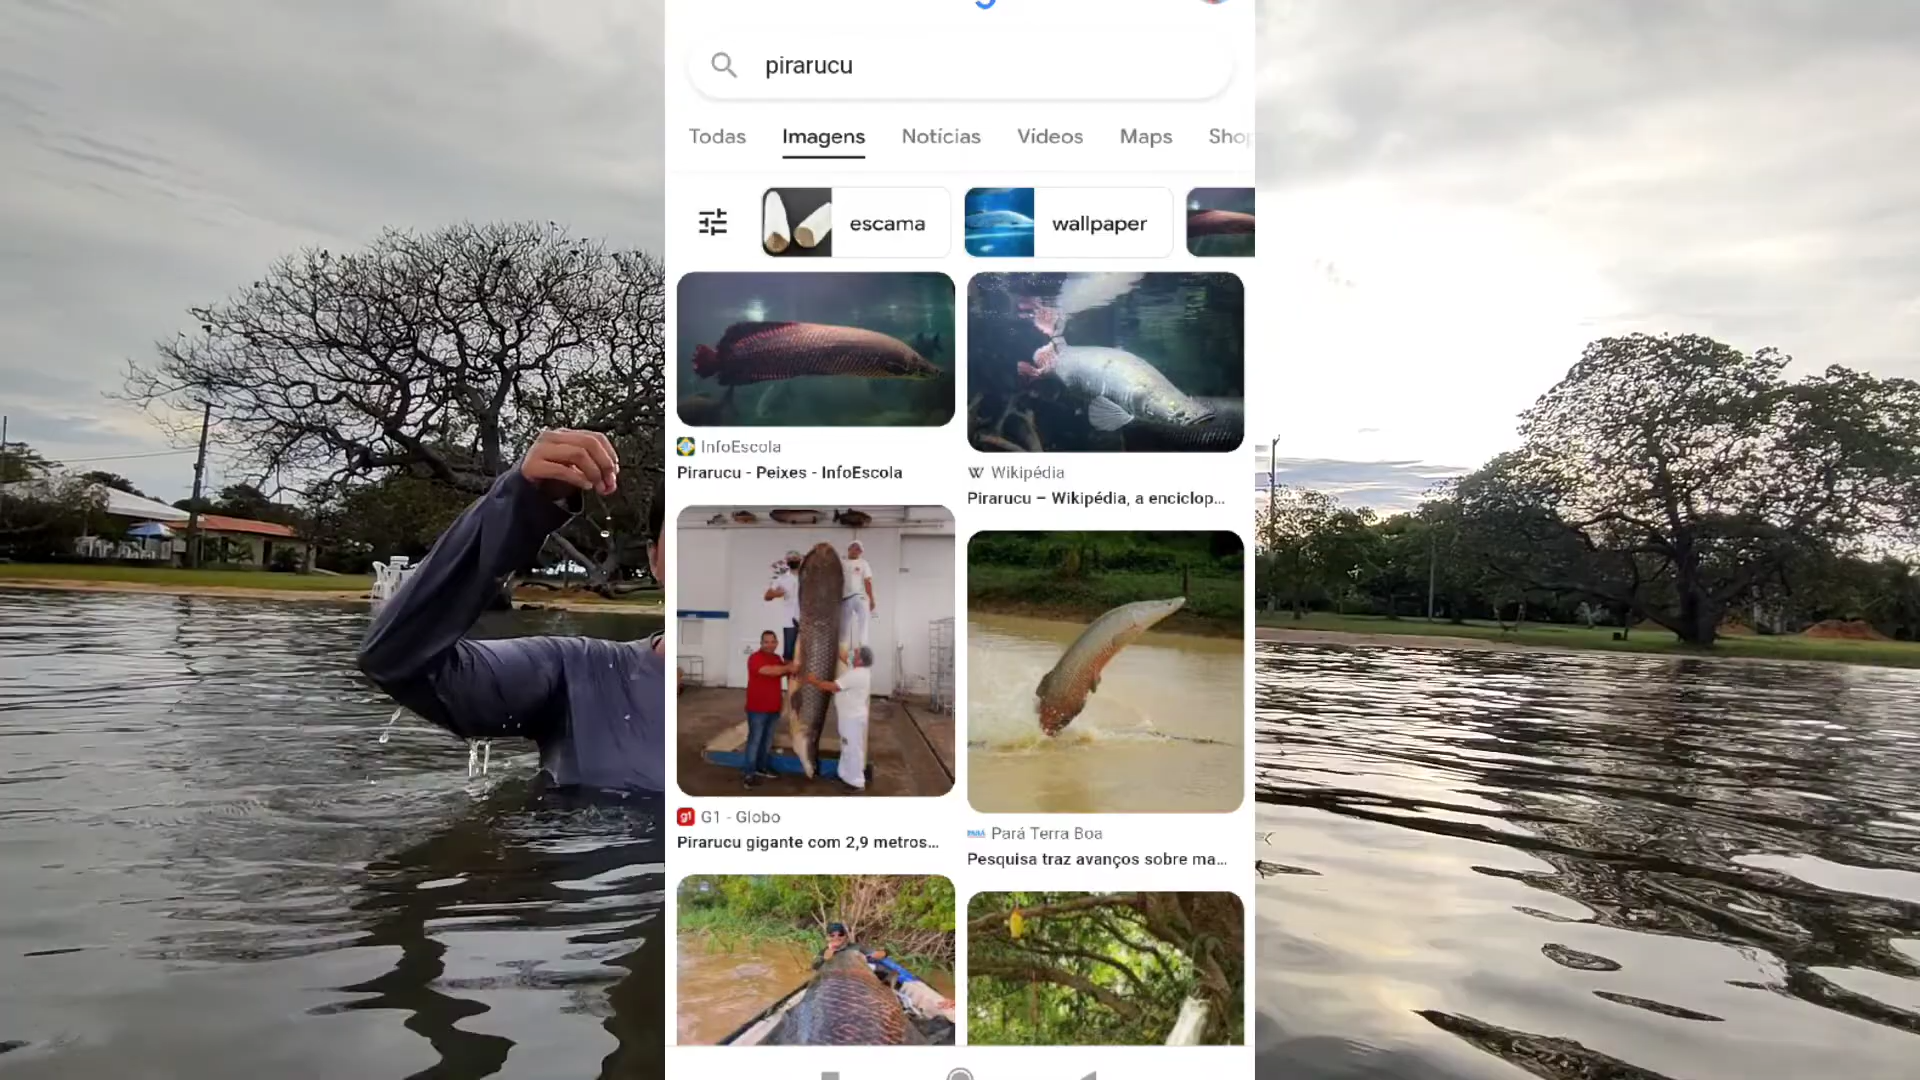 pirarucu
Todas Imagens Notícias Vídeos Maps Shop
escama wallpaper
InfoEscola
Pirarucu - Peixes - InfoEscola
Wikipédia
Pirarucu – Wikipédia, a enciclop...
G1 - Globo
Pirarucu gigante com 2,9 metros...
Pará Terra Boa
Pesquisa traz avanços sobre ma...